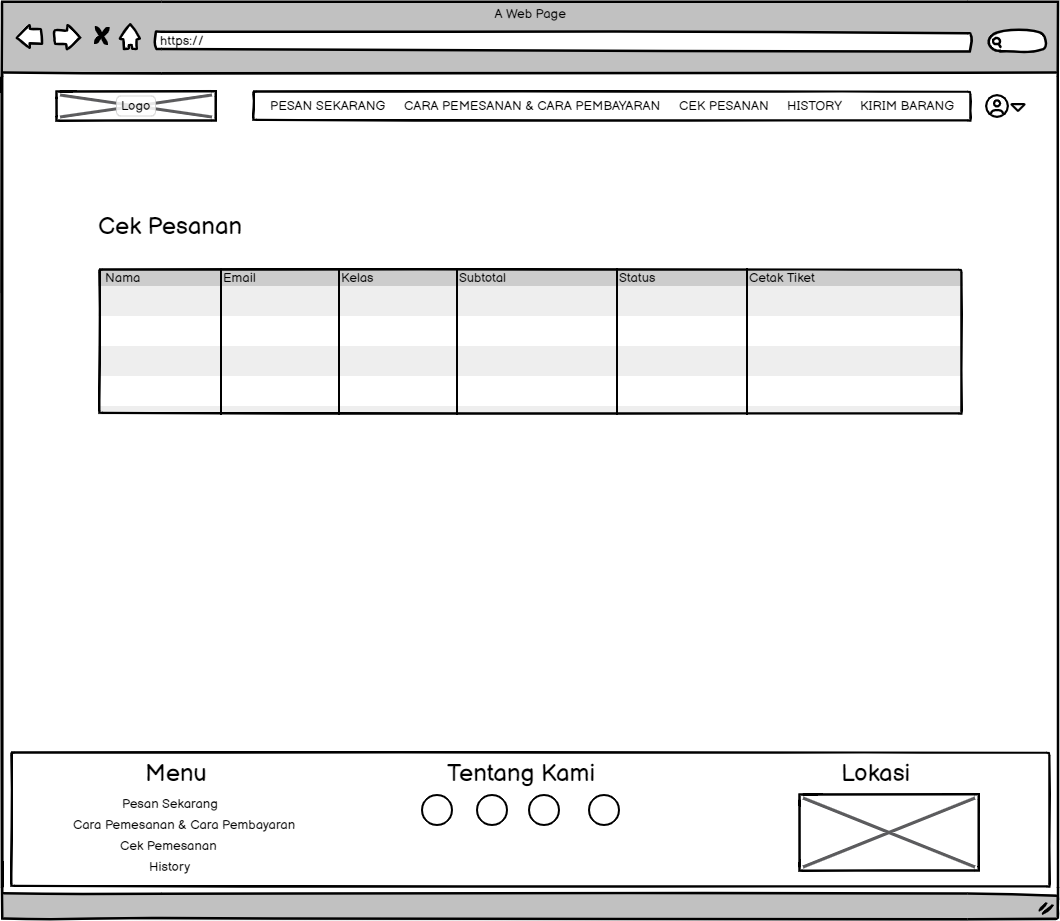 A Web Page
https://
Logo
PESAN SEKARANG CARA PEMESANAN & CARA PEMBAYARAN CEK PESANAN HISTORY KIRIM BARANG
Cek Pesanan
Nama Email Kelas Subtotal Status Cetak Tiket
Menu
Pesan Sekarang
Cara Pemesanan & Cara Pembayaran
Cek Pemesanan
History
Tentang Kami
Lokasi